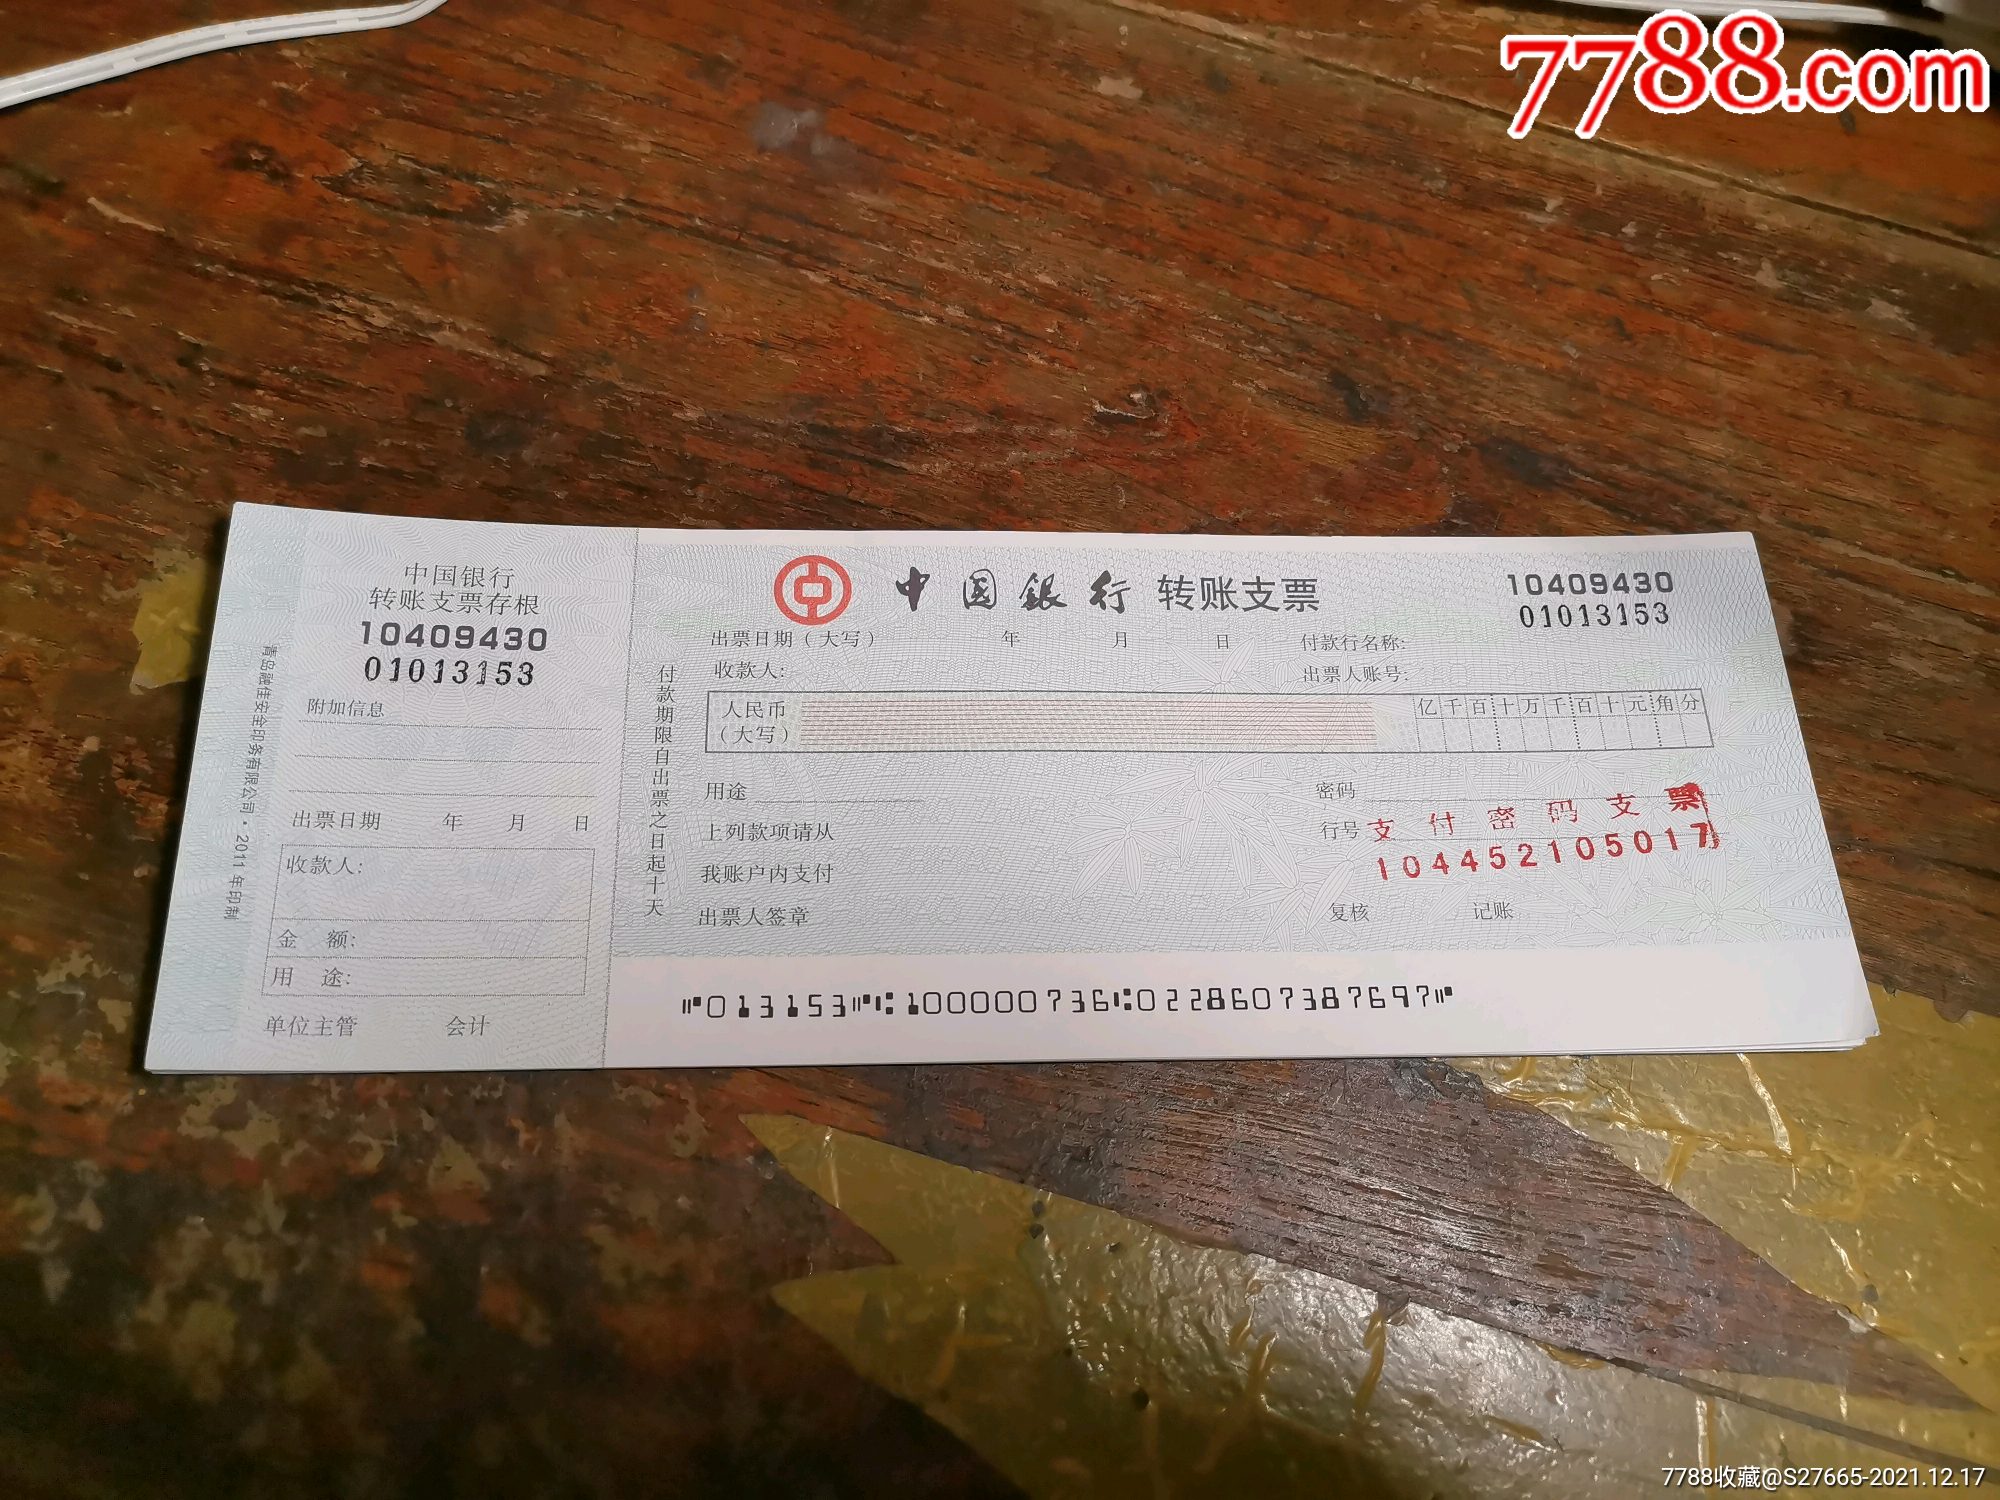 7788.com
中国银行
转账支票存根
10409430
01013153
附加信息
出票日期 年 月 日
收款人:
金 额:
用 途:
单位主管 会计
青岛融佳安全印务有限公司·2011年印制
中国銀行 转账支票
10409430
01013153
出票日期(大写) 年 月 日 付款行名称:
收款人: 出票人账号:
付款期限自出票之日起十天
人民币
(大写)
亿千百十万千百十元角分
用途
密码
上列款项请从
行号
支付密码支票
104452105017
我账户内支付
出票人签章
复核 记账
⑈013153⑈⑆100000736⑆022860738769​7⑈
7788收藏@S27665-2021.12.17